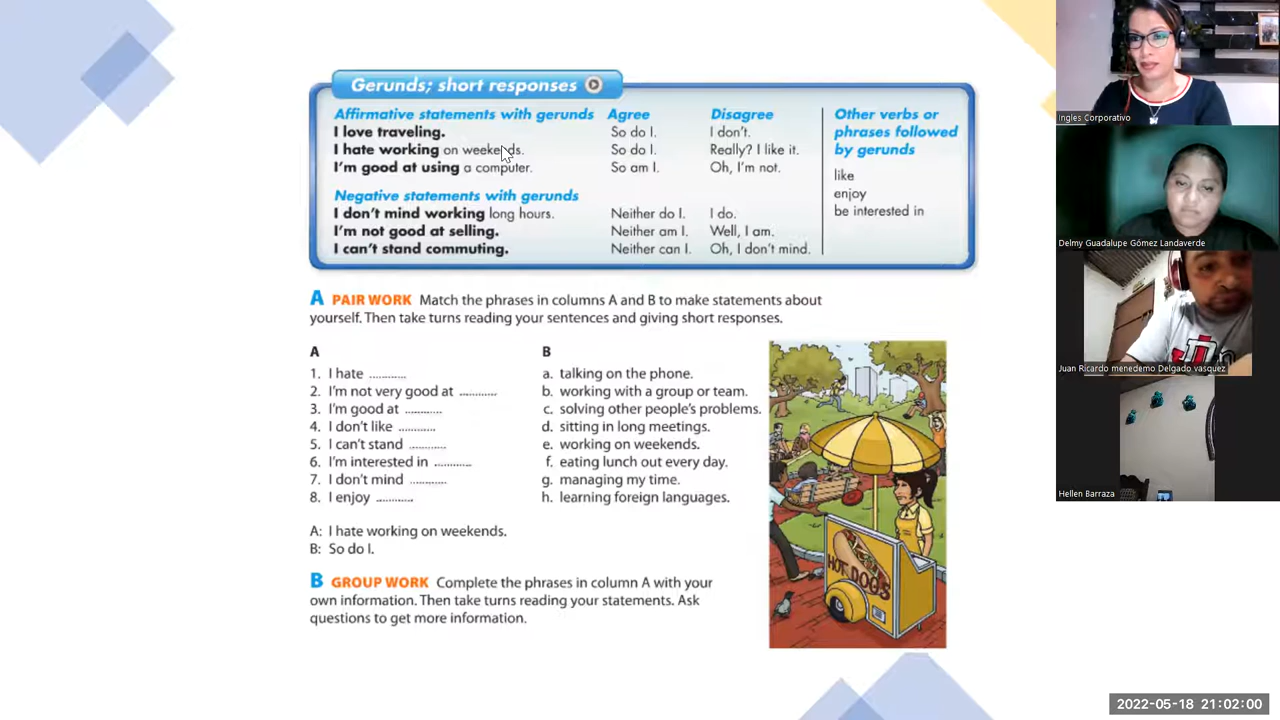 Gerunds; short responses
Affirmative statements with gerunds Agree Disagree
I love traveling. So do I. I don't.
I hate working on weekends. So do I. Really? I like it.
I'm good at using a computer. So am I. Oh, I'm not.
Negative statements with gerunds
I don't mind working long hours. Neither do I. I do.
I'm not good at selling. Neither am I. Well, I am.
I can't stand commuting. Neither can I. Oh, I don't mind.
Other verbs or
phrases followed
by gerunds
like
enjoy
be interested in
A PAIR WORK Match the phrases in columns A and B to make statements about
yourself. Then take turns reading your sentences and giving short responses.
A
1. I hate ............
2. I'm not very good at ............
3. I'm good at ............
4. I don't like ............
5. I can't stand ............
6. I'm interested in ............
7. I don't mind ............
8. I enjoy ............
B
a. talking on the phone.
b. working with a group or team.
c. solving other people's problems.
d. sitting in long meetings.
e. working on weekends.
f. eating lunch out every day.
g. managing my time.
h. learning foreign languages.
A: I hate working on weekends.
B: So do I.
B GROUP WORK Complete the phrases in column A with your
own information. Then take turns reading your statements. Ask
questions to get more information.
HOT DOGS
Ingles Corporativo
Delmy Guadalupe Gómez Landaverde
Juan Ricardo menedemo Delgado vasquez
Hellen Barraza
2022-05-18 21:02:00